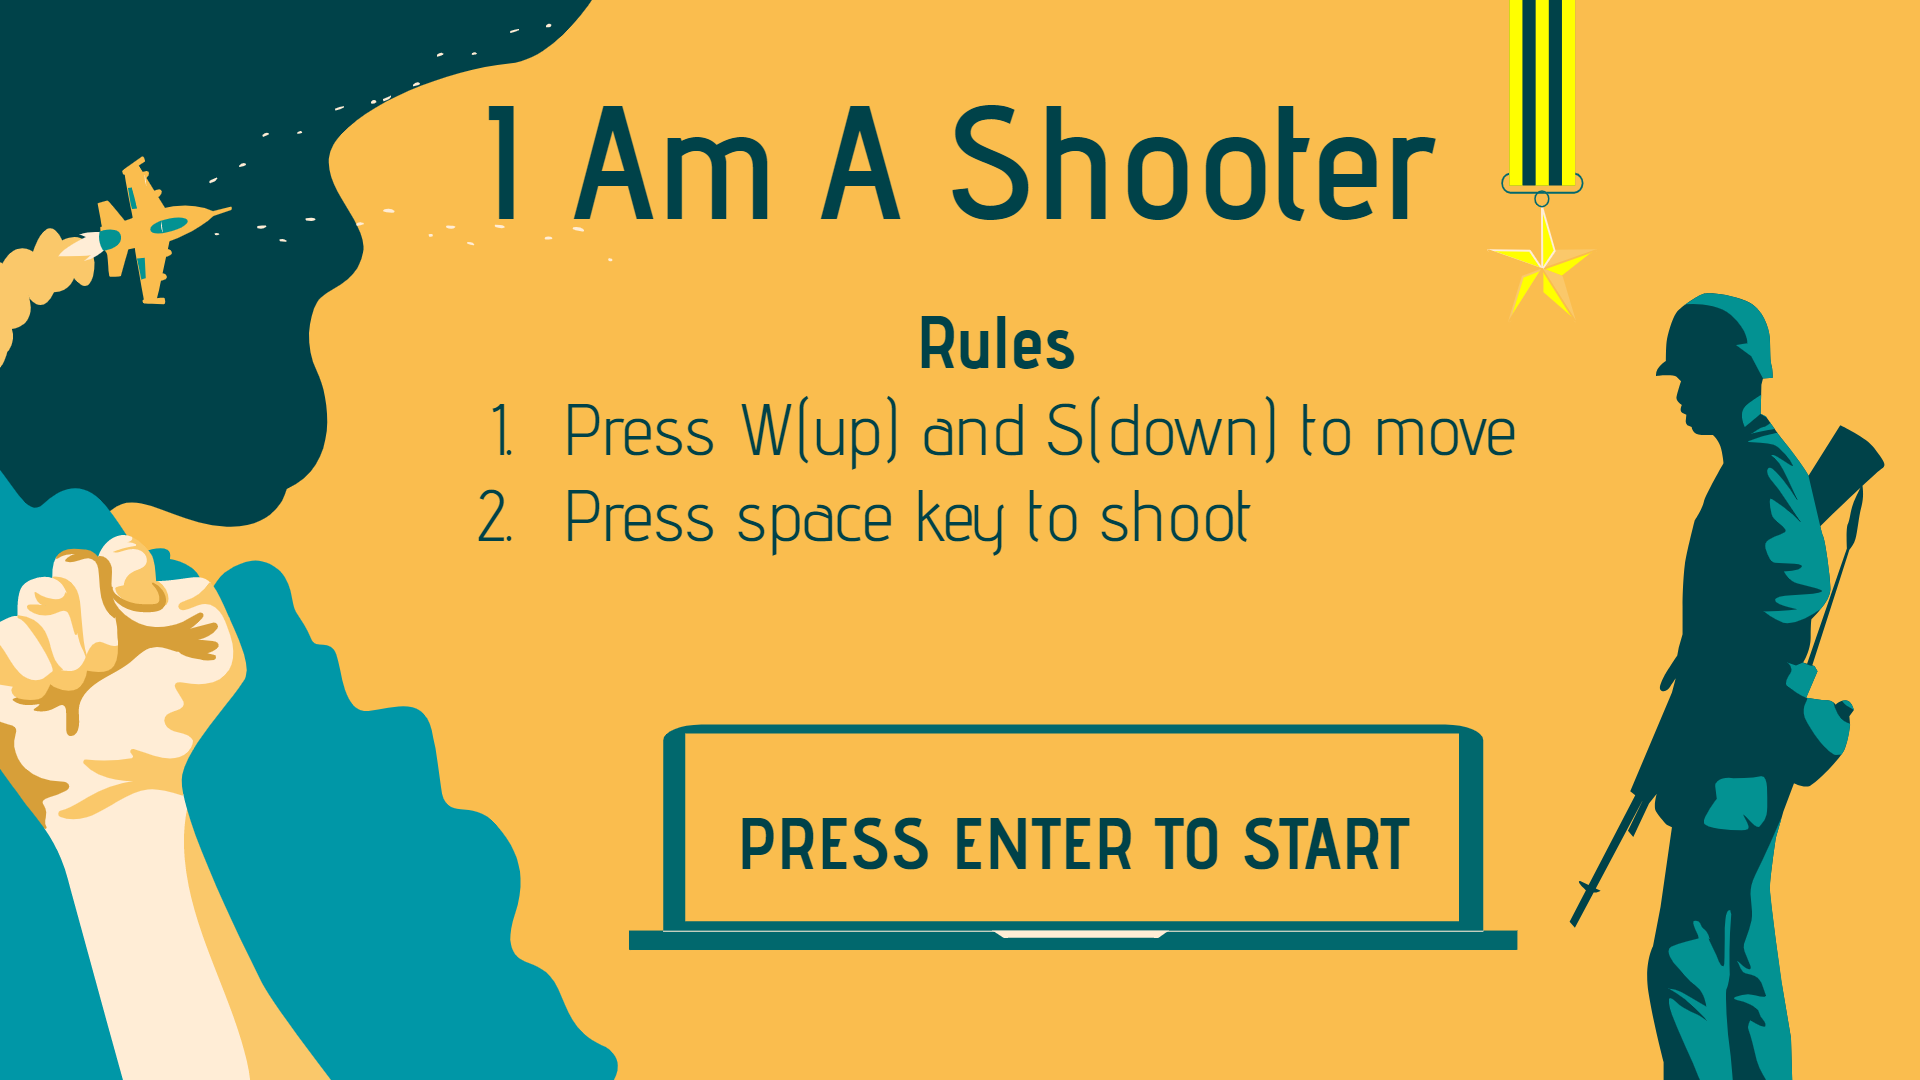 I Am A Shooter
Rules
1. Press W(up) and S(down) to move
2. Press space key to shoot
PRESS ENTER TO START